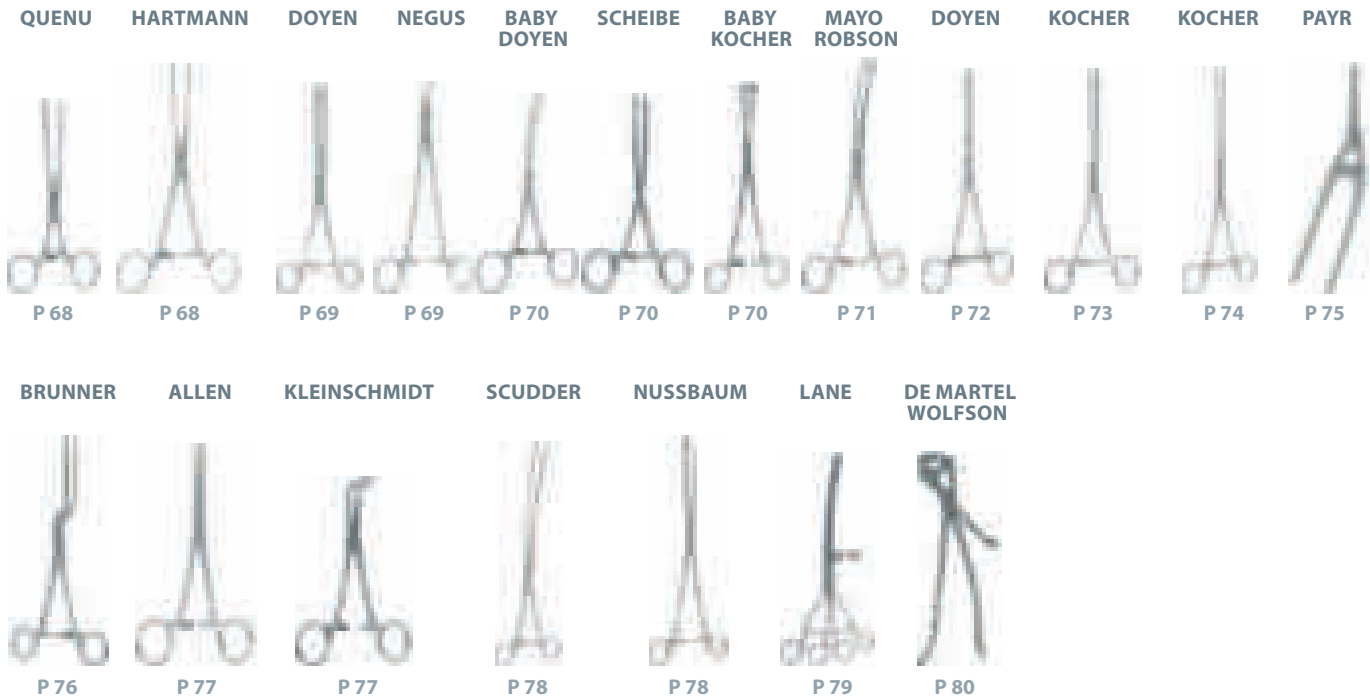 QUENU HARTMANN DOYEN NEGUS BABY DOYEN SCHEIBE BABY KOCHER MAYO ROBSON DOYEN KOCHER KOCHER PAYR
P 68 P 68 P 69 P 69 P 70 P 70 P 70 P 71 P 72 P 73 P 74 P 75
BRUNNER ALLEN KLEINSCHMIDT SCUDDER NUSSBAUM LANE DE MARTEL WOLFSON
P 76 P 77 P 77 P 78 P 78 P 79 P 80